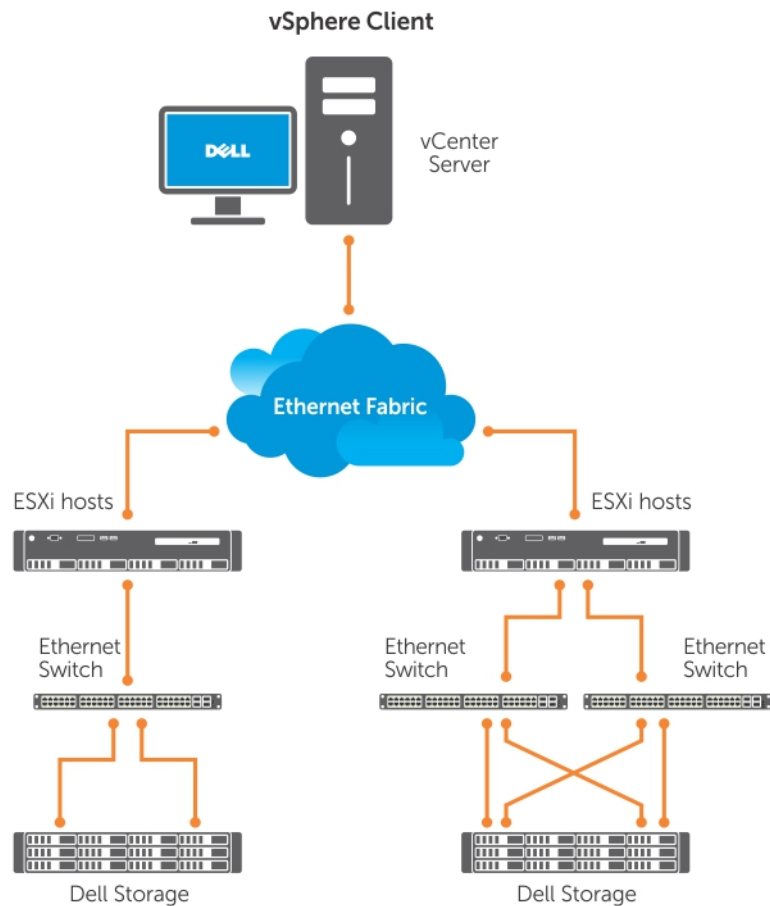 vSphere Client
DELL
vCenter
Server
Ethernet Fabric
ESXi hosts
ESXi hosts
Ethernet
Switch
Ethernet
Switch
Ethernet
Switch
Dell Storage
Dell Storage